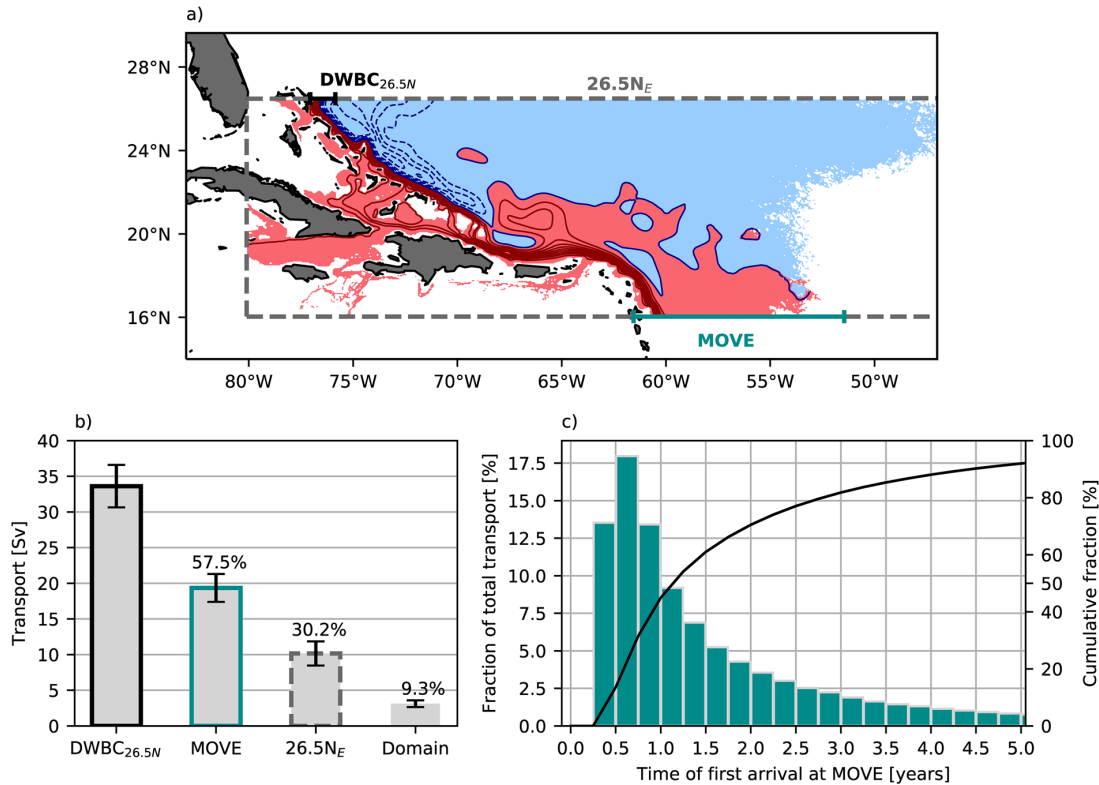 a)
28°N
24°N
20°N
16°N
DWBC26.5N
26.5NE
MOVE
80°W 75°W 70°W 65°W 60°W 55°W 50°W
b)
Transport [Sv]
40
35
30
25
20
15
10
5
0
57.5%
30.2%
9.3%
DWBC26.5N MOVE 26.5NE Domain
c)
Fraction of total transport [%]
17.5
15.0
12.5
10.0
7.5
5.0
2.5
0.0
100
80
60
50
40
20
0
Cumulative fraction [%]
0.0 0.5 1.0 1.5 2.0 2.5 3.0 3.5 4.0 4.5 5.0
Time of first arrival at MOVE [years]